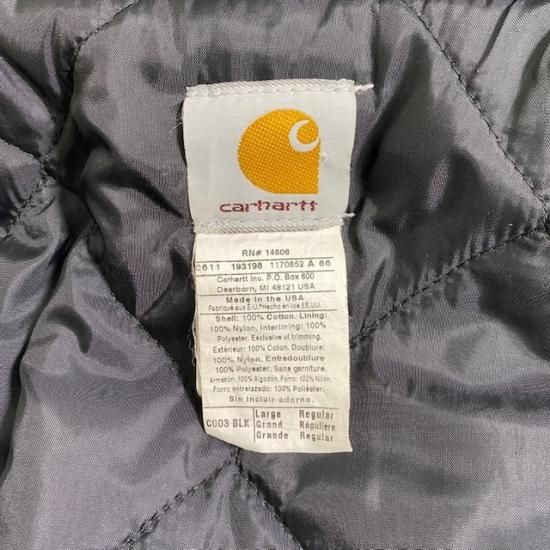 carhartt
RN# 14806
0611 193198 1170852 A 66
Carhartt Inc. P.O. Box 600
Dearborn, MI 48121 USA
Made in the USA
Fabriqué aux E-U.*Hecho en los EE.UU.
Shell: 100% Cotton. Lining:
100% Nylon. Interlining: 100%
Polyester. Exclusive of trimming.
Extérieur: 100% Coton. Doublure:
100% Nylon. Entredoublure
100% Polyester. Sans garniture.
Armazón: 100% Algodón. Forro: 100% Nilón.
Forro entrelazado: 100% Poliéster.
Sin incluir adorno.
C003 BLK Large Regular
Grand Régulière
Grande Regular